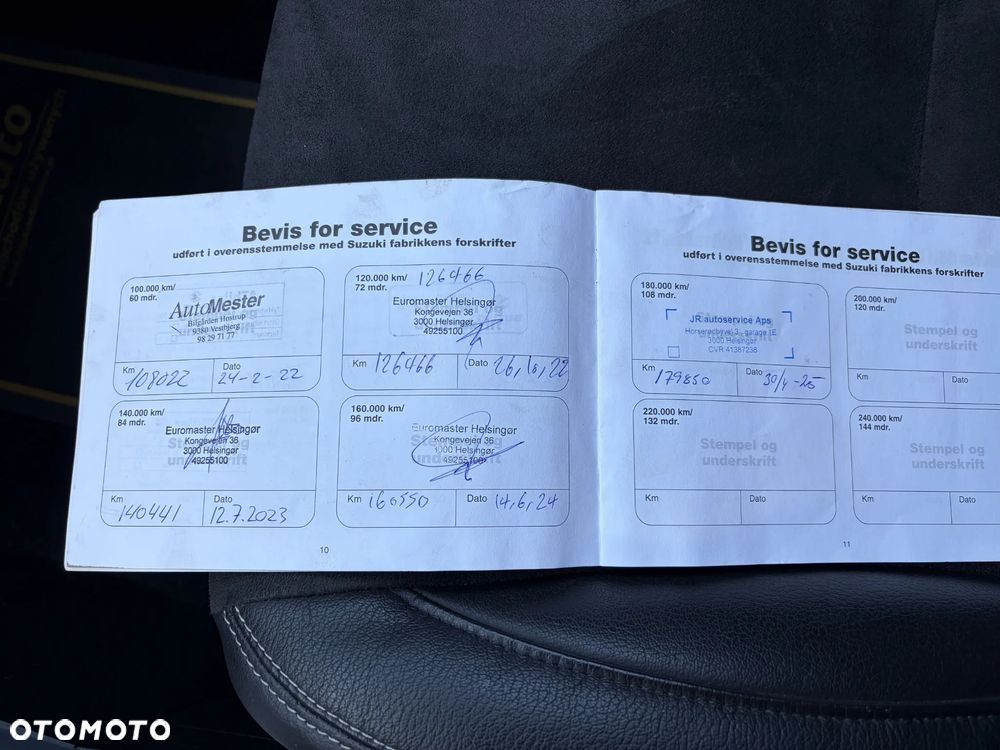 uto
Bevis for service
udført i overensstemmelse med Suzuki fabrikkens forskrifter
100.000 km/
60 mdr.
AutoMester
Bilgården Hostrup
9380 Vestbjerg
98 29 71 77
Km
108022
Dato
24-2-22
120.000 km/
72 mdr.
126466
Euromaster Helsingør
Kongevejen 36
3000 Helsingør
49255100
Km
126466
Dato
26,10,22
140.000 km/
84 mdr.
Euromaster Helsingør
Kongevejen 36
3000 Helsingør
49255100
Km
140441
Dato
12.7.2023
160.000 km/
96 mdr.
Euromaster Helsingør
Kongevejen 36
3000 Helsingør
49255100
Km
160550
Dato
14,6,24
10
Bevis for service
udført i overensstemmelse med Suzuki fabrikkens forskrifter
180.000 km/
108 mdr.
JR autoservice Aps
3000 Helsingør
CVR 41387238
Km
179850
Dato
30/4-25
200.000 km/
120 mdr.
Stempel og
underskrift
Km
Dato
220.000 km/
132 mdr.
Stempel og
underskrift
Km
Dato
240.000 km/
144 mdr.
Stempel og
underskrift
Km
Dato
11
OTOMOTO